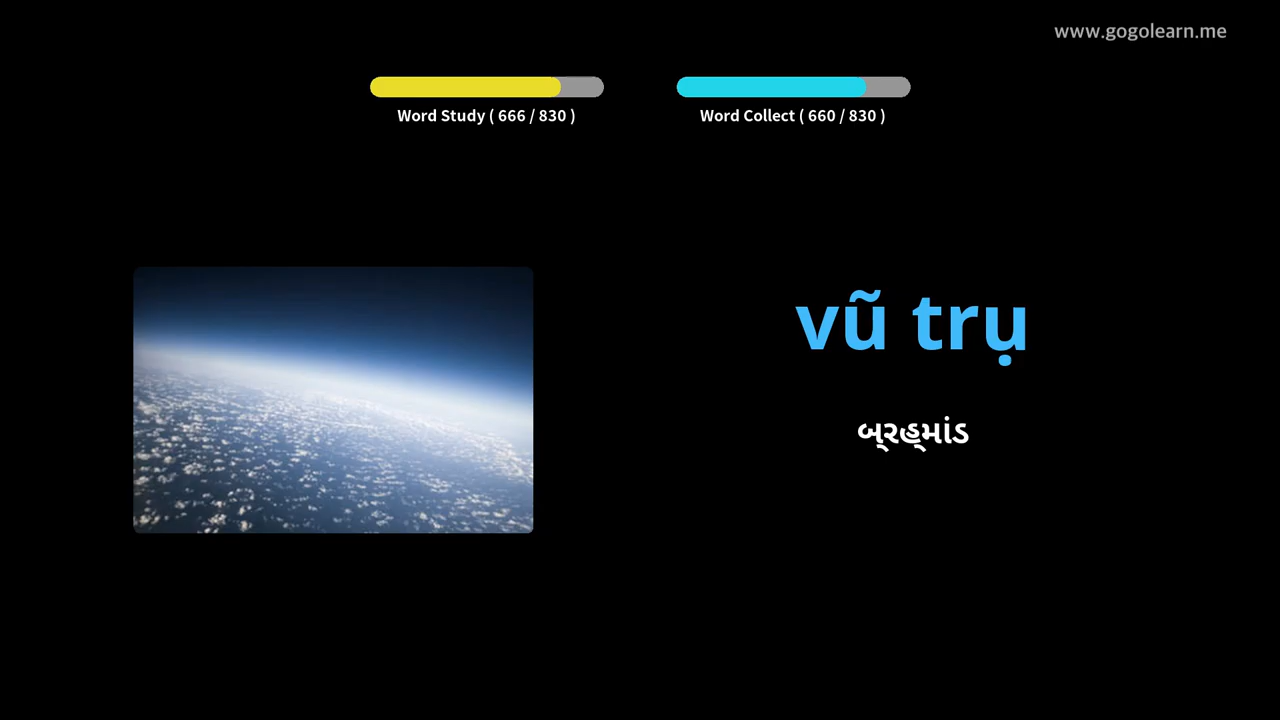 www.gogolearn.me
Word Study ( 666 / 830 )
Word Collect ( 660 / 830 )
vũ trụ
બ્રહ્માંડ